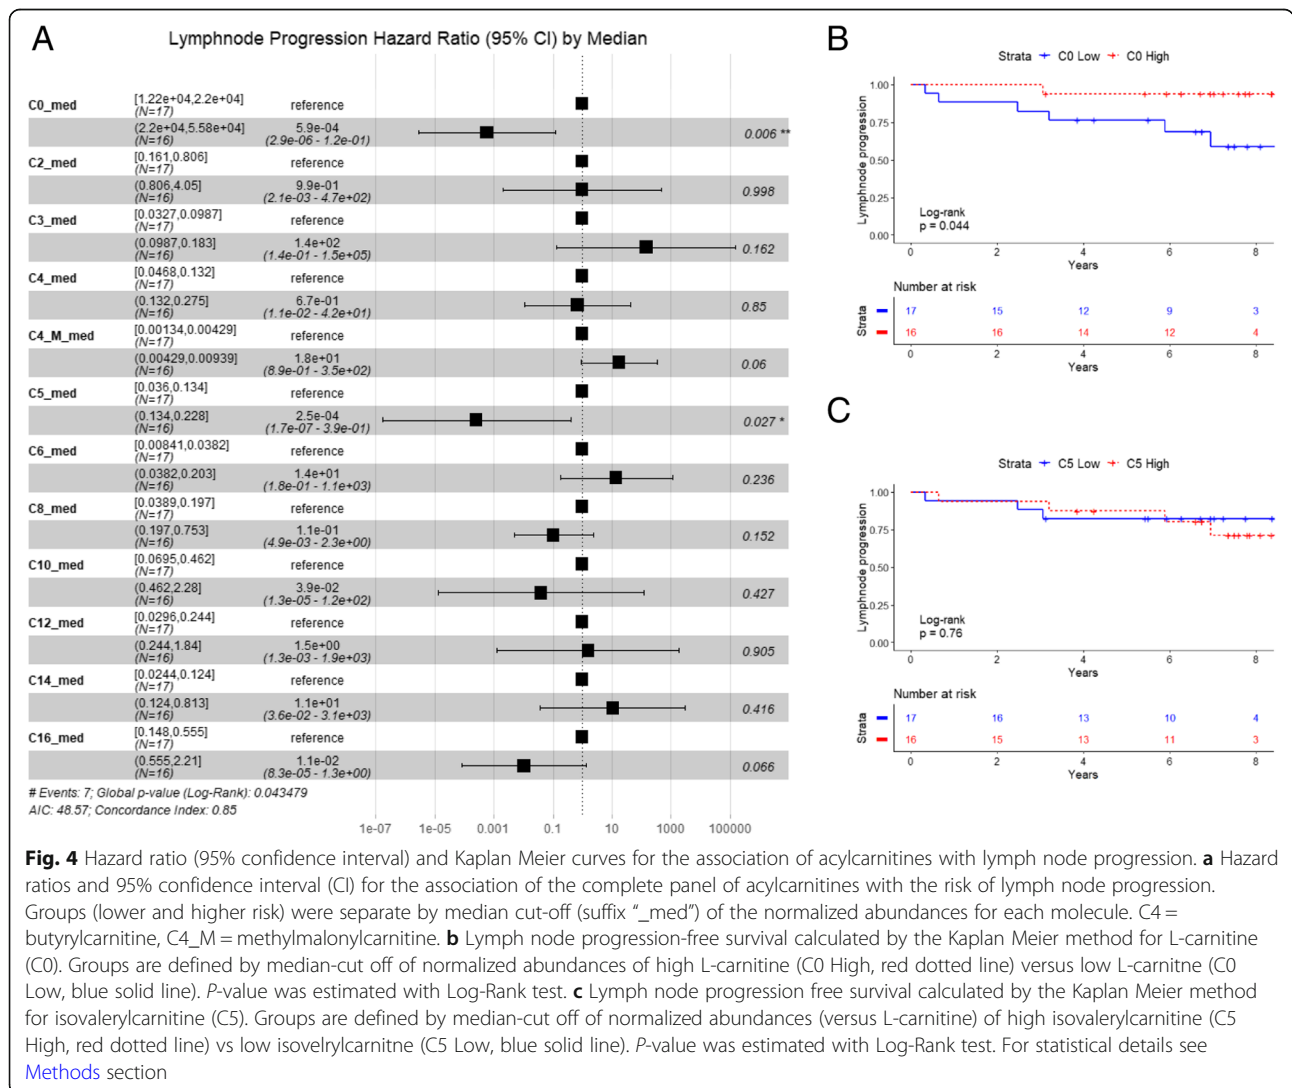 A
Lymphnode Progression Hazard Ratio (95% CI) by Median
C0_med [1.22e+04,2.2e+04] reference
(N=17)
(2.2e+04,5.58e+04] 5.9e-04 0.006 **
(N=16) (2.9e-06 - 1.2e-01)
C2_med [0.161,0.806] reference
(N=17)
(0.806,4.05] 9.9e-01 0.998
(N=16) (2.1e-03 - 4.7e+02)
C3_med [0.0327,0.0987] reference
(N=17)
(0.0987,0.183] 1.4e+02 0.162
(N=16) (1.4e-01 - 1.5e+05)
C4_med [0.0468,0.132] reference
(N=17)
(0.132,0.275] 6.7e-01 0.85
(N=16) (1.1e-02 - 4.2e+01)
C4_M_med [0.00134,0.00429] reference
(N=17)
(0.00429,0.00939] 1.8e+01 0.06
(N=16) (8.9e-01 - 3.5e+02)
C5_med [0.036,0.134] reference
(N=17)
(0.134,0.228] 2.5e-04 0.027 *
(N=16) (1.7e-07 - 3.9e-01)
C6_med [0.00841,0.0382] reference
(N=17)
(0.0382,0.203] 1.4e+01 0.236
(N=16) (1.8e-01 - 1.1e+03)
C8_med [0.0389,0.197] reference
(N=17)
(0.197,0.753] 1.1e-01 0.152
(N=16) (4.9e-03 - 2.3e+00)
C10_med [0.0695,0.462] reference
(N=17)
(0.462,2.28] 3.9e-02 0.427
(N=16) (1.3e-05 - 1.2e+02)
C12_med [0.0296,0.244] reference
(N=17)
(0.244,1.84] 1.5e+00 0.905
(N=16) (1.3e-03 - 1.9e+03)
C14_med [0.0244,0.124] reference
(N=17)
(0.124,0.813] 1.1e+01 0.416
(N=16) (3.6e-02 - 3.1e+03)
C16_med [0.148,0.555] reference
(N=17)
(0.555,2.21] 1.1e-02 0.066
(N=16) (8.3e-05 - 1.3e+00)
# Events: 7; Global p-value (Log-Rank): 0.043479
AIC: 48.57; Concordance Index: 0.85
1e-07 1e-05 0.001 0.1 10 1000 100000
B
Strata C0 Low C0 High
Lymphnode progression
1.00
0.75
0.50
0.25
0.00
Log-rank
p = 0.044
0 2 4 6 8
Years
Number at risk
Strata
17 15 12 9 3
16 16 14 12 4
0 2 4 6 8
Years
C
Strata C5 Low C5 High
Lymphnode progression
1.00
0.75
0.50
0.25
0.00
Log-rank
p = 0.76
0 2 4 6 8
Years
Number at risk
Strata
17 16 13 10 4
16 15 13 11 3
0 2 4 6 8
Years
Fig. 4 Hazard ratio (95% confidence interval) and Kaplan Meier curves for the association of acylcarnitines with lymph node progression. a Hazard
ratios and 95% confidence interval (CI) for the association of the complete panel of acylcarnitines with the risk of lymph node progression.
Groups (lower and higher risk) were separate by median cut-off (suffix “_med”) of the normalized abundances for each molecule. C4 =
butyrylcarnitine, C4_M = methylmalonylcarnitine. b Lymph node progression-free survival calculated by the Kaplan Meier method for L-carnitine
(C0). Groups are defined by median-cut off of normalized abundances of high L-carnitine (C0 High, red dotted line) versus low L-carnitne (C0
Low, blue solid line). P-value was estimated with Log-Rank test. c Lymph node progression free survival calculated by the Kaplan Meier method
for isovalerylcarnitine (C5). Groups are defined by median-cut off of normalized abundances (versus L-carnitine) of high isovalerylcarnitine (C5
High, red dotted line) vs low isovelrylcarnitne (C5 Low, blue solid line). P-value was estimated with Log-Rank test. For statistical details see
Methods section